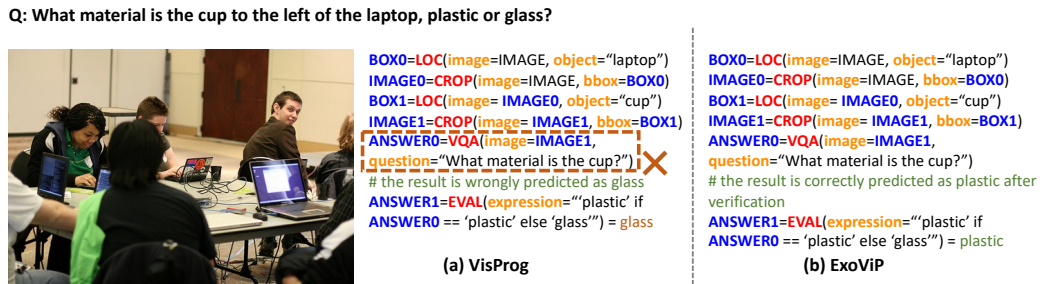 Q: What material is the cup to the left of the laptop, plastic or glass?
BOX0=LOC(image=IMAGE, object=“laptop”)
IMAGE0=CROP(image=IMAGE, bbox=BOX0)
BOX1=LOC(image= IMAGE0, object=“cup”)
IMAGE1=CROP(image= IMAGE1, bbox=BOX1)
ANSWER0=VQA(image=IMAGE1,
question=“What material is the cup?”)
# the result is wrongly predicted as glass
ANSWER1=EVAL(expression=“‘plastic’ if
ANSWER0 == ‘plastic’ else ‘glass’”) = glass
(a) VisProg
BOX0=LOC(image=IMAGE, object=“laptop”)
IMAGE0=CROP(image=IMAGE, bbox=BOX0)
BOX1=LOC(image= IMAGE0, object=“cup”)
IMAGE1=CROP(image= IMAGE1, bbox=BOX1)
ANSWER0=VQA(image=IMAGE1,
question=“What material is the cup?”)
# the result is correctly predicted as plastic after
verification
ANSWER1=EVAL(expression=“‘plastic’ if
ANSWER0 == ‘plastic’ else ‘glass’”) = plastic
(b) ExoViP